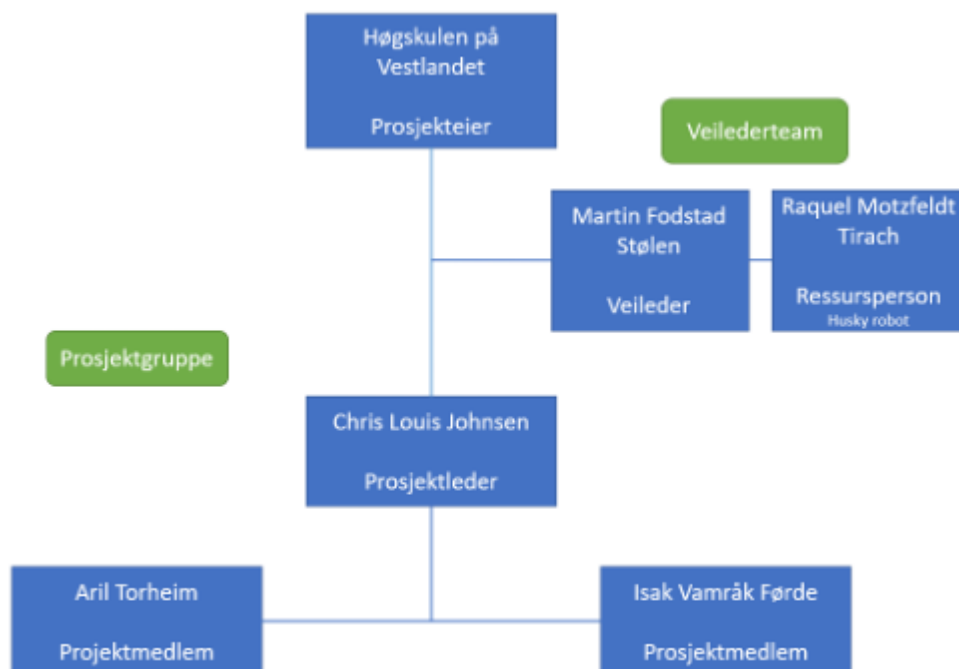 Høgskulen på
Vestlandet
Prosjekteier
Veilederteam
Martin Fodstad
Stølen
Veileder
Raquel Motzfeldt
Tirach
Ressursperson
Husky robot
Prosjektgruppe
Chris Louis Johnsen
Prosjektleder
Aril Torheim
Projektmedlem
Isak Vamråk Førde
Prosjektmedlem